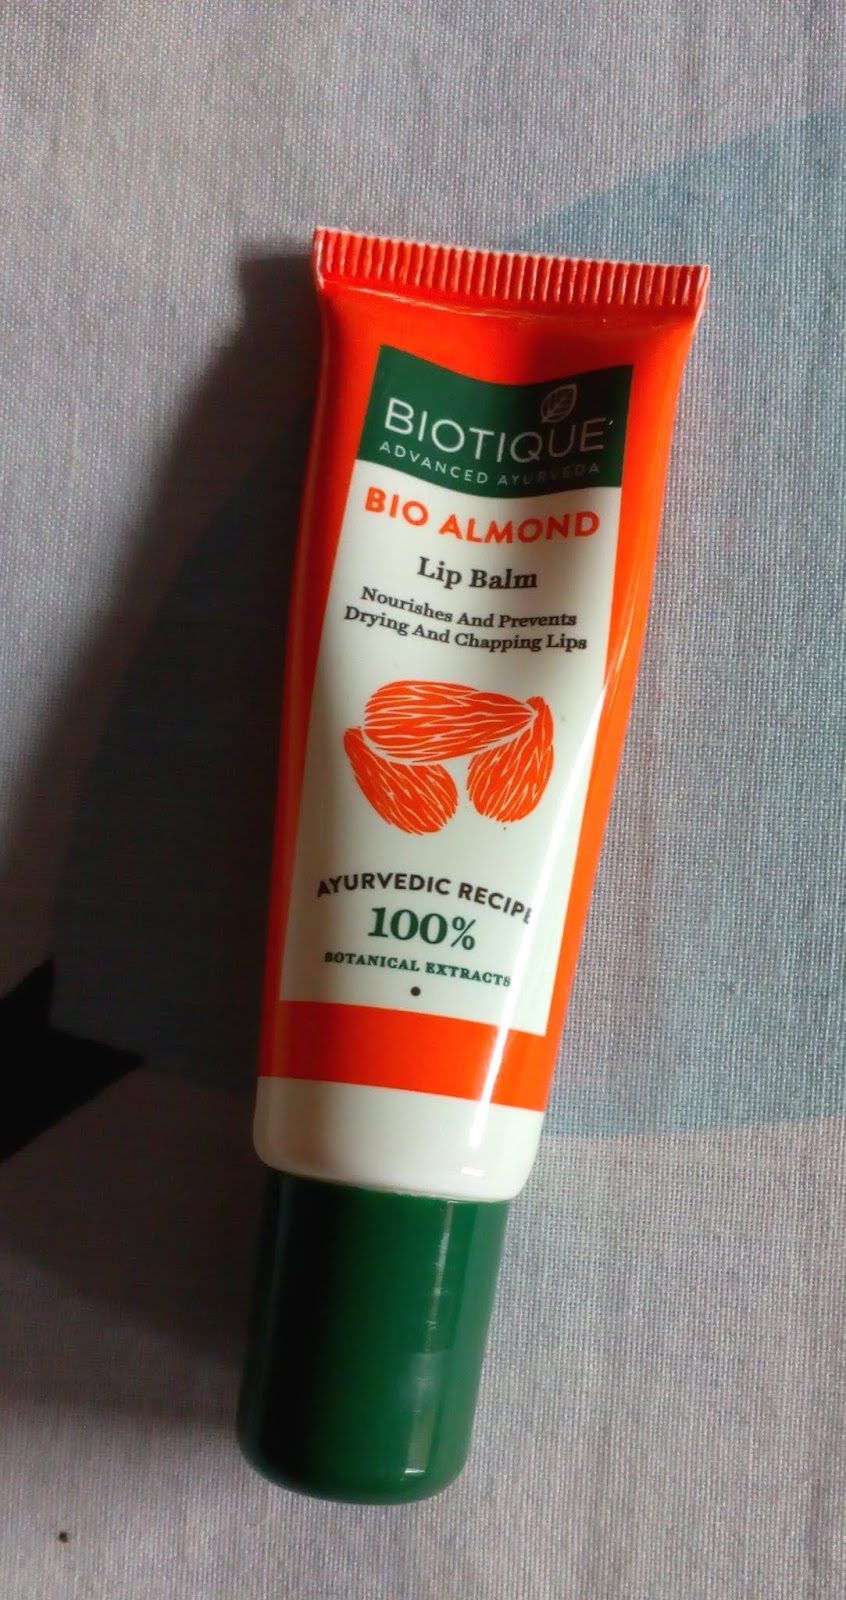 BIOTIQUE
ADVANCED AYURVEDA
BIO ALMOND
Lip Balm
Nourishes And Prevents
Drying And Chapping Lips
AYURVEDIC RECIPE
100%
BOTANICAL EXTRACTS